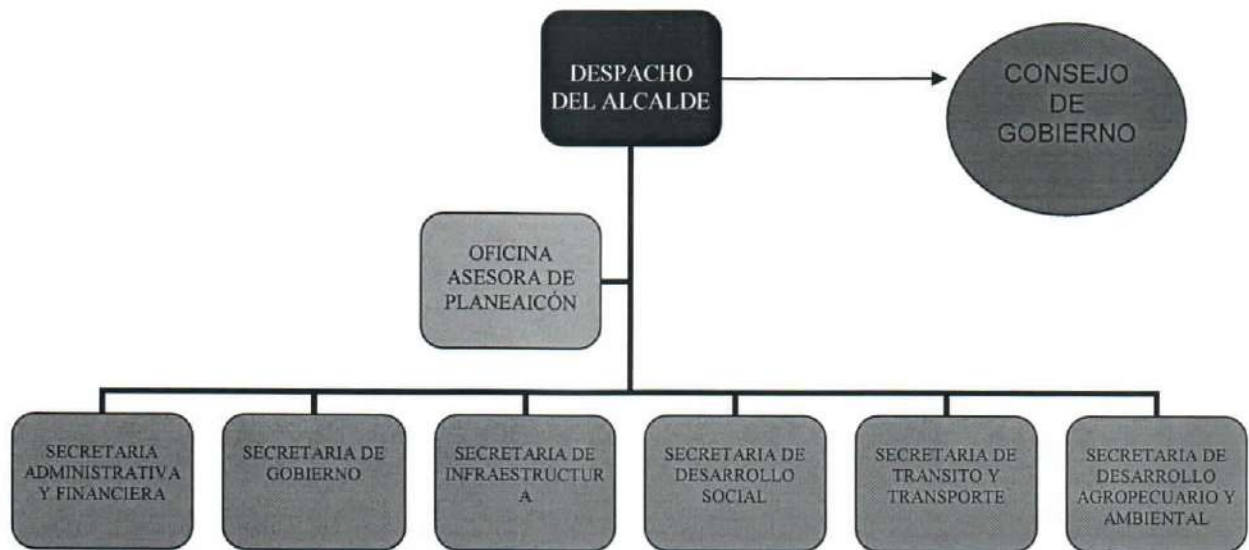 DESPACHO
DEL ALCALDE
CONSEJO
DE
GOBIERNO
OFICINA
ASESORA DE
PLANEAICÓN
SECRETARIA
ADMINISTRATIVA
Y FINANCIERA
SECRETARIA DE
GOBIERNO
SECRETARIA DE
INFRAESTRUCTUR
A
SECRETARIA DE
DESARROLLO
SOCIAL
SECRETARIA DE
TRANSITO Y
TRANSPORTE
SECRETARIA DE
DESARROLLO
AGROPECUARIO Y
AMBIENTAL